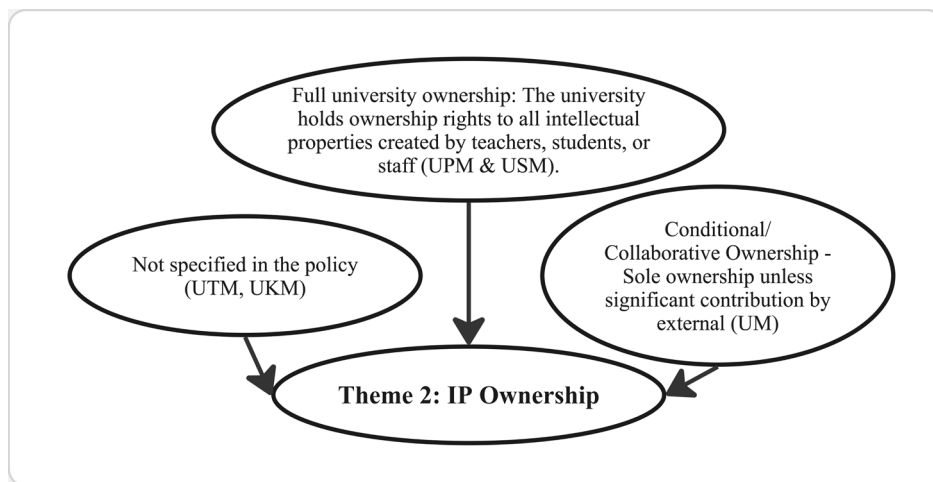 Full university ownership: The university
holds ownership rights to all intellectual
properties created by teachers, students, or
staff (UPM & USM).
Not specified in the policy
(UTM, UKM)
Conditional/
Collaborative Ownership -
Sole ownership unless
significant contribution by
external (UM)
Theme 2: IP Ownership